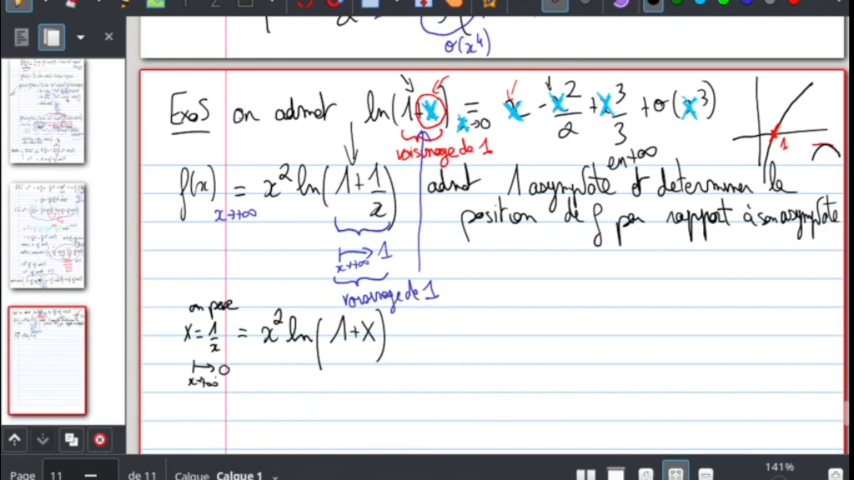 o(x⁴)
Exo5 on admet ln(1+x) =_{x→0} x - x²/2 + x³/3 + o(x³)
voisinage de 1
1
en +∞
f(x) =_{x→+∞} x² ln(1+1/x) admet 1 asymptote et determiner la
position de f par rapport à son asymptote
x→+∞ 1
voisinage de 1
on pose
X = 1/x = x² ln(1+X)
x→+∞ 0
Page 11 de 11 Calque Calque 1 141%